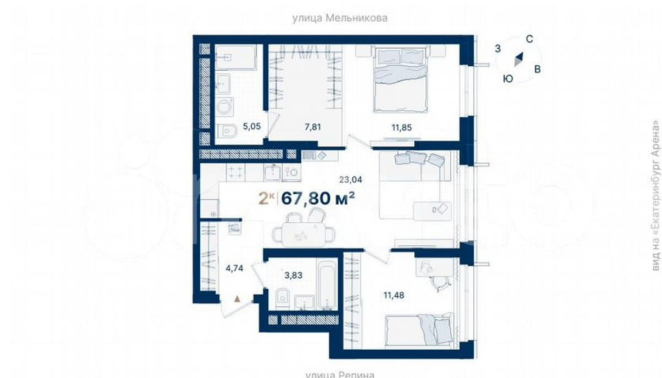 улица Мельникова
С
З
В
Ю
5,05
7,81
11,85
23,04
2к 67,80 м²
4,74
3,83
11,48
вид на «Екатеринбург Арена»
улица Репина